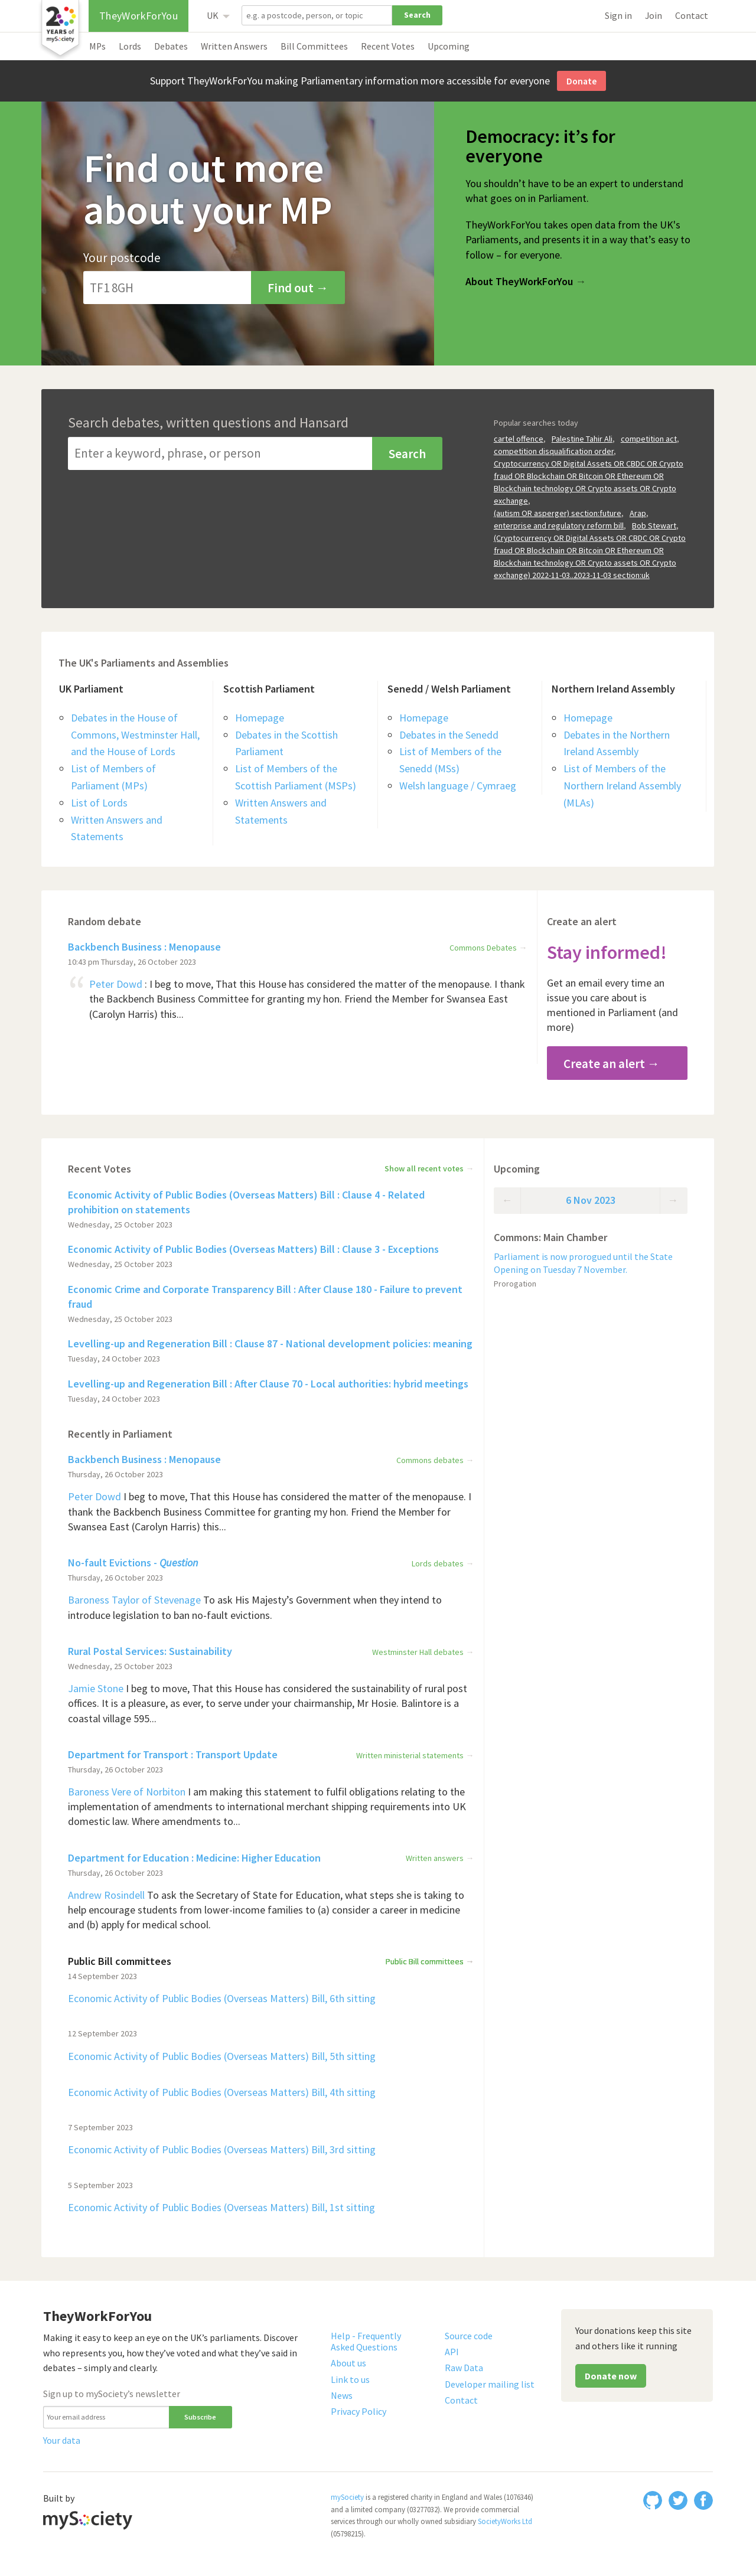 20
YEARS of
mySociety
TheyWorkForYou
UK
e.g. a postcode, person, or topic
Search
Sign in
Join
Contact
MPs
Lords
Debates
Written Answers
Bill Committees
Recent Votes
Upcoming
Support TheyWorkForYou making Parliamentary information more accessible for everyone
Donate
Find out more
about your MP
Your postcode
TF1 8GH
Find out →
Democracy: it’s for
everyone
You shouldn’t have to be an expert to understand
what goes on in Parliament.
TheyWorkForYou takes open data from the UK's
Parliaments, and presents it in a way that’s easy to
follow – for everyone.
About TheyWorkForYou →
Search debates, written questions and Hansard
Enter a keyword, phrase, or person
Search
Popular searches today
cartel offence, Palestine Tahir Ali, competition act,
competition disqualification order,
Cryptocurrency OR Digital Assets OR CBDC OR Crypto
fraud OR Blockchain OR Bitcoin OR Ethereum OR
Blockchain technology OR Crypto assets OR Crypto
exchange,
(autism OR asperger) section:future, Arap,
enterprise and regulatory reform bill, Bob Stewart,
(Cryptocurrency OR Digital Assets OR CBDC OR Crypto
fraud OR Blockchain OR Bitcoin OR Ethereum OR
Blockchain technology OR Crypto assets OR Crypto
exchange) 2022-11-03..2023-11-03 section:uk
The UK's Parliaments and Assemblies
UK Parliament
Debates in the House of
Commons, Westminster Hall,
and the House of Lords
List of Members of
Parliament (MPs)
List of Lords
Written Answers and
Statements
Scottish Parliament
Homepage
Debates in the Scottish
Parliament
List of Members of the
Scottish Parliament (MSPs)
Written Answers and
Statements
Senedd / Welsh Parliament
Homepage
Debates in the Senedd
List of Members of the
Senedd (MSs)
Welsh language / Cymraeg
Northern Ireland Assembly
Homepage
Debates in the Northern
Ireland Assembly
List of Members of the
Northern Ireland Assembly
(MLAs)
Random debate
Backbench Business : Menopause
Commons Debates →
10:43 pm Thursday, 26 October 2023
“ Peter Dowd : I beg to move, That this House has considered the matter of the menopause. I thank
the Backbench Business Committee for granting my hon. Friend the Member for Swansea East
(Carolyn Harris) this...
Create an alert
Stay informed!
Get an email every time an
issue you care about is
mentioned in Parliament (and
more)
Create an alert →
Recent Votes
Show all recent votes →
Economic Activity of Public Bodies (Overseas Matters) Bill : Clause 4 - Related
prohibition on statements
Wednesday, 25 October 2023
Economic Activity of Public Bodies (Overseas Matters) Bill : Clause 3 - Exceptions
Wednesday, 25 October 2023
Economic Crime and Corporate Transparency Bill : After Clause 180 - Failure to prevent
fraud
Wednesday, 25 October 2023
Levelling-up and Regeneration Bill : Clause 87 - National development policies: meaning
Tuesday, 24 October 2023
Levelling-up and Regeneration Bill : After Clause 70 - Local authorities: hybrid meetings
Tuesday, 24 October 2023
Recently in Parliament
Backbench Business : Menopause
Commons debates →
Thursday, 26 October 2023
Peter Dowd I beg to move, That this House has considered the matter of the menopause. I
thank the Backbench Business Committee for granting my hon. Friend the Member for
Swansea East (Carolyn Harris) this...
No-fault Evictions - Question
Lords debates →
Thursday, 26 October 2023
Baroness Taylor of Stevenage To ask His Majesty’s Government when they intend to
introduce legislation to ban no-fault evictions.
Rural Postal Services: Sustainability
Westminster Hall debates →
Wednesday, 25 October 2023
Jamie Stone I beg to move, That this House has considered the sustainability of rural post
offices. It is a pleasure, as ever, to serve under your chairmanship, Mr Hosie. Balintore is a
coastal village 595...
Department for Transport : Transport Update
Written ministerial statements →
Thursday, 26 October 2023
Baroness Vere of Norbiton I am making this statement to fulfil obligations relating to the
implementation of amendments to international merchant shipping requirements into UK
domestic law. Where amendments to...
Department for Education : Medicine: Higher Education
Written answers →
Thursday, 26 October 2023
Andrew Rosindell To ask the Secretary of State for Education, what steps she is taking to
help encourage students from lower-income families to (a) consider a career in medicine
and (b) apply for medical school.
Public Bill committees
Public Bill committees →
14 September 2023
Economic Activity of Public Bodies (Overseas Matters) Bill, 6th sitting
12 September 2023
Economic Activity of Public Bodies (Overseas Matters) Bill, 5th sitting
Economic Activity of Public Bodies (Overseas Matters) Bill, 4th sitting
7 September 2023
Economic Activity of Public Bodies (Overseas Matters) Bill, 3rd sitting
5 September 2023
Economic Activity of Public Bodies (Overseas Matters) Bill, 1st sitting
Upcoming
← 6 Nov 2023 →
Commons: Main Chamber
Parliament is now prorogued until the State
Opening on Tuesday 7 November.
Prorogation
TheyWorkForYou
Making it easy to keep an eye on the UK’s parliaments. Discover
who represents you, how they’ve voted and what they’ve said in
debates – simply and clearly.
Sign up to mySociety’s newsletter
Your email address
Subscribe
Your data
Help - Frequently
Asked Questions
About us
Link to us
News
Privacy Policy
Source code
API
Raw Data
Developer mailing list
Contact
Your donations keep this site
and others like it running
Donate now
Built by
mySociety
mySociety is a registered charity in England and Wales (1076346)
and a limited company (03277032). We provide commercial
services through our wholly owned subsidiary SocietyWorks Ltd
(05798215).